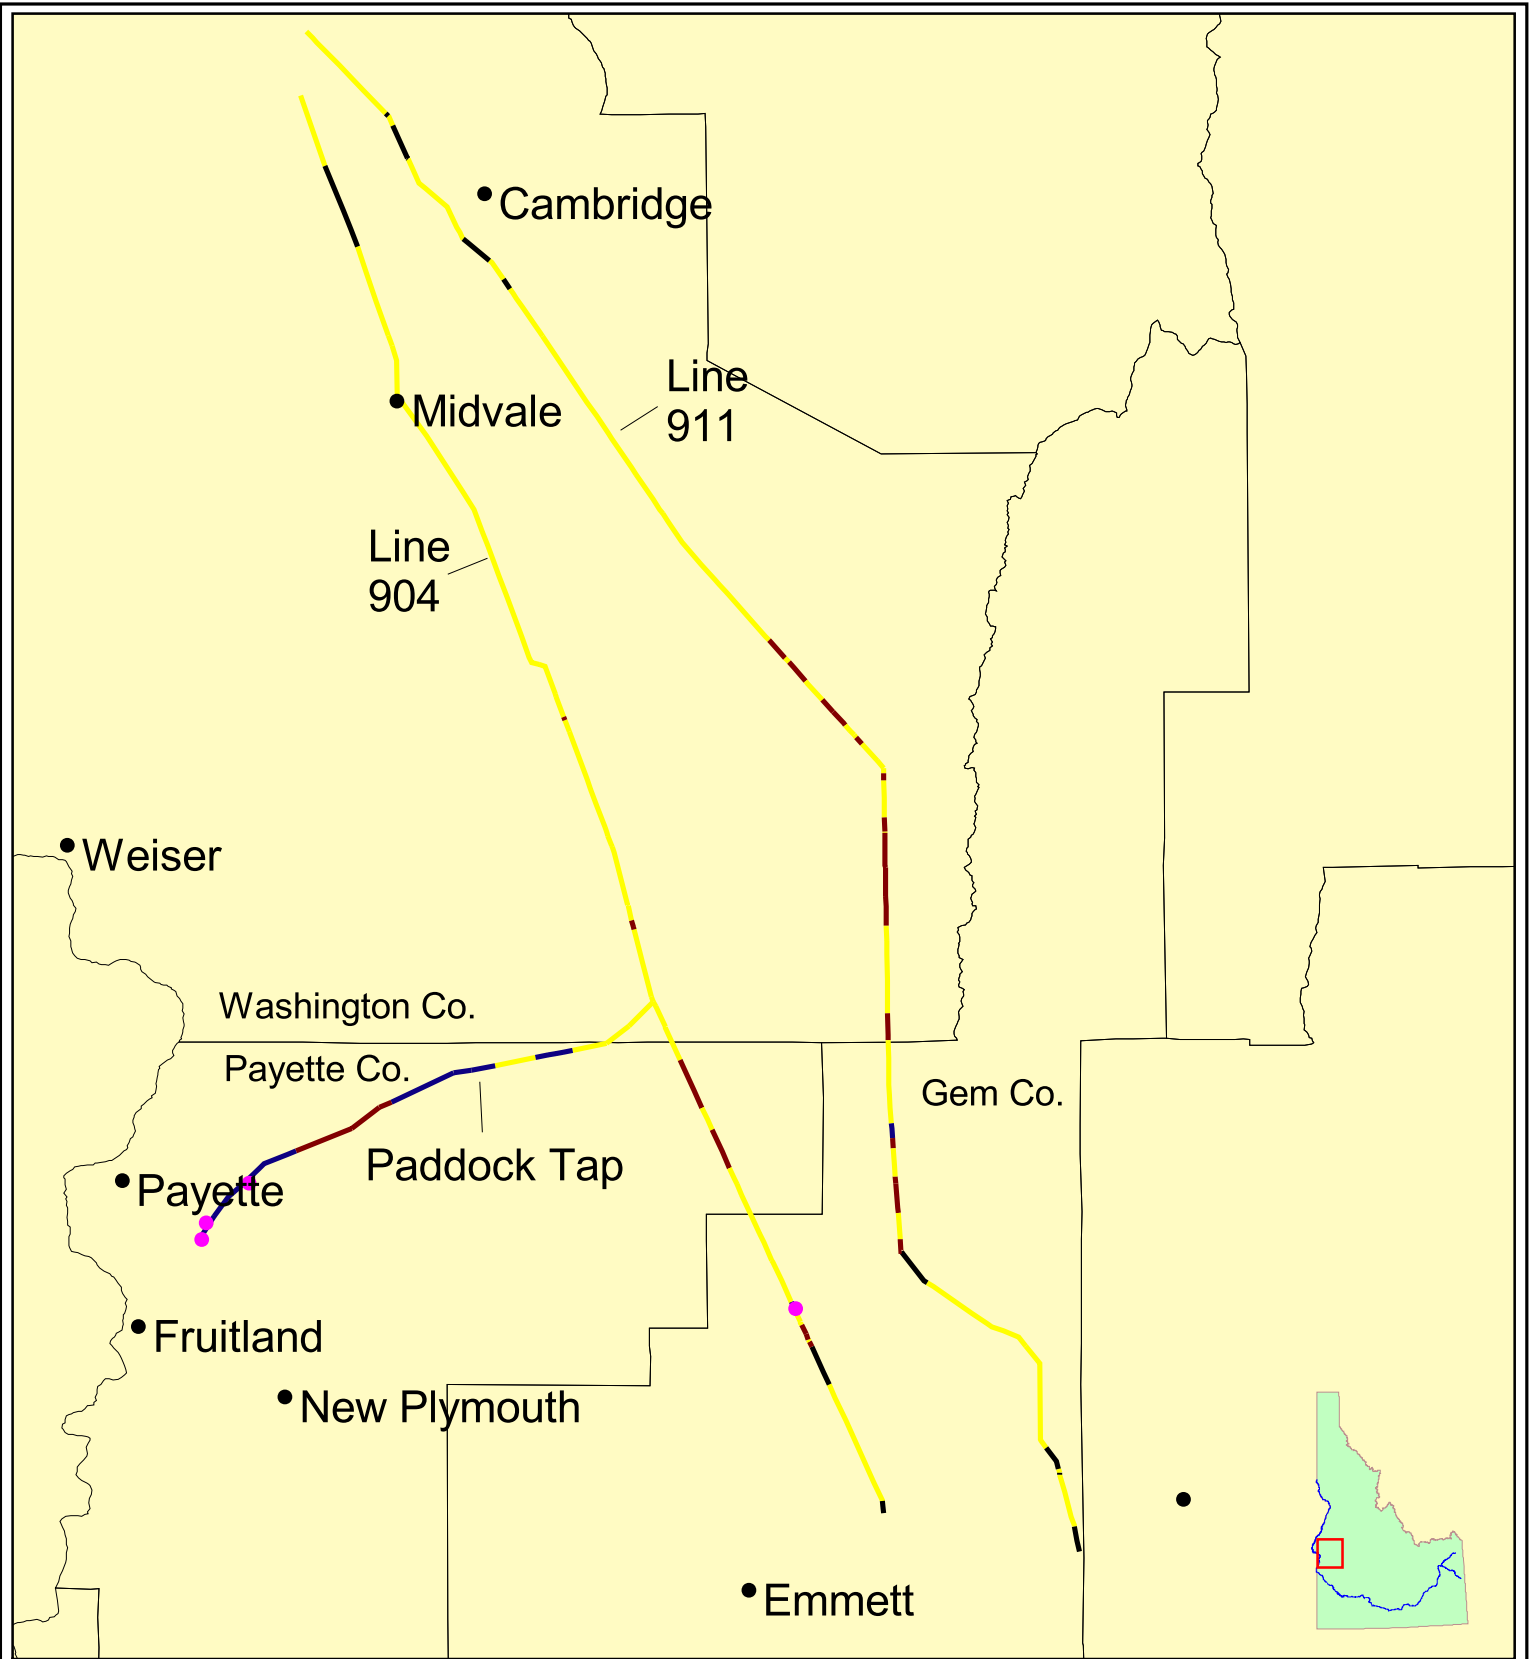 Cambridge
Line
911
Midvale
Line
904
Weiser
Washington Co.
Payette Co.
Gem Co.
Paddock Tap
Payette
Fruitland
New Plymouth
Emmett